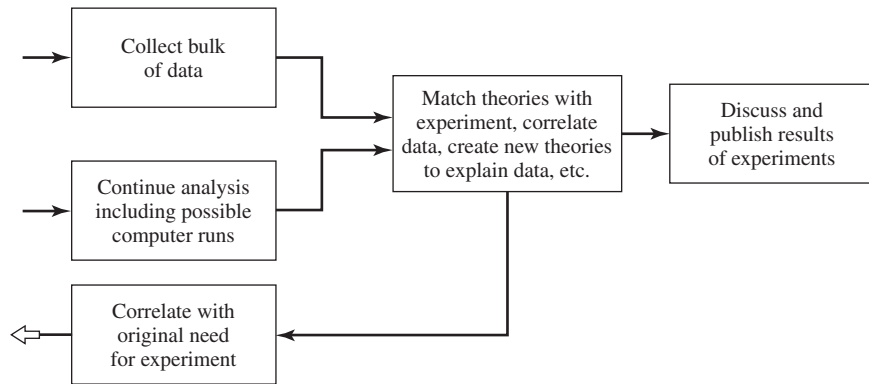 Collect bulk
of data
Match theories with
experiment, correlate
data, create new theories
to explain data, etc.
Discuss and
publish results
of experiments
Continue analysis
including possible
computer runs
Correlate with
original need
for experiment